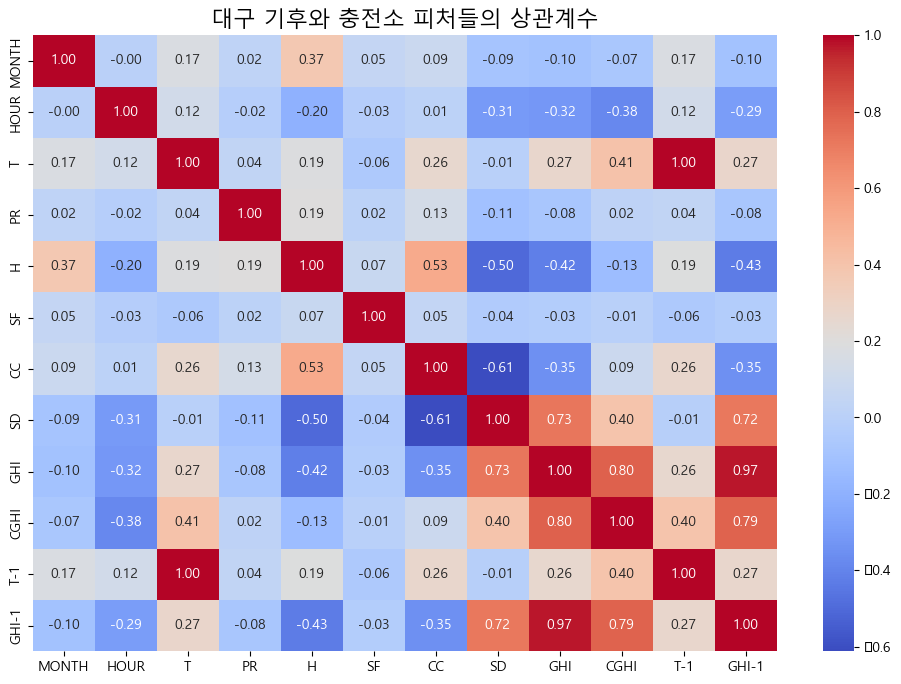 대구 기후와 충전소 피처들의 상관계수
MONTH 1.00 -0.00 0.17 0.02 0.37 0.05 0.09 -0.09 -0.10 -0.07 0.17 -0.10
HOUR -0.00 1.00 0.12 -0.02 -0.20 -0.03 0.01 -0.31 -0.32 -0.38 0.12 -0.29
T 0.17 0.12 1.00 0.04 0.19 -0.06 0.26 -0.01 0.27 0.41 1.00 0.27
PR 0.02 -0.02 0.04 1.00 0.19 0.02 0.13 -0.11 -0.08 0.02 0.04 -0.08
H 0.37 -0.20 0.19 0.19 1.00 0.07 0.53 -0.50 -0.42 -0.13 0.19 -0.43
SF 0.05 -0.03 -0.06 0.02 0.07 1.00 0.05 -0.04 -0.03 -0.01 -0.06 -0.03
CC 0.09 0.01 0.26 0.13 0.53 0.05 1.00 -0.61 -0.35 0.09 0.26 -0.35
SD -0.09 -0.31 -0.01 -0.11 -0.50 -0.04 -0.61 1.00 0.73 0.40 -0.01 0.72
GHI -0.10 -0.32 0.27 -0.08 -0.42 -0.03 -0.35 0.73 1.00 0.80 0.26 0.97
CGHI -0.07 -0.38 0.41 0.02 -0.13 -0.01 0.09 0.40 0.80 1.00 0.40 0.79
T-1 0.17 0.12 1.00 0.04 0.19 -0.06 0.26 -0.01 0.26 0.40 1.00 0.27
GHI-1 -0.10 -0.29 0.27 -0.08 -0.43 -0.03 -0.35 0.72 0.97 0.79 0.27 1.00
MONTH HOUR T PR H SF CC SD GHI CGHI T-1 GHI-1
1.0
0.8
0.6
0.4
0.2
0.0
▯0.2
▯0.4
▯0.6